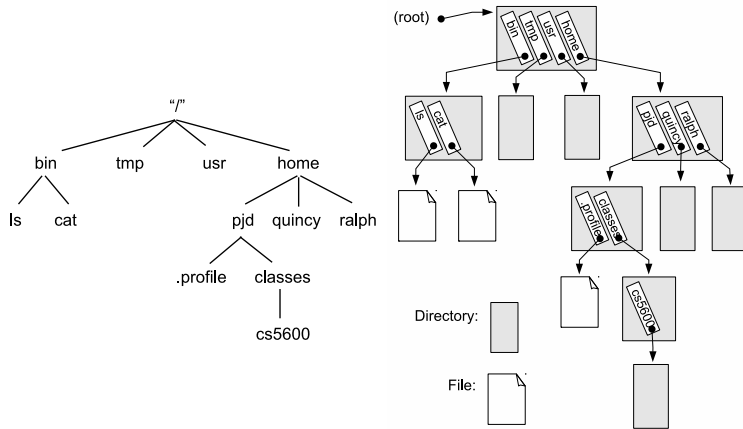 “/”
bin tmp usr home
ls cat
pjd quincy ralph
.profile classes
cs5600
(root)
bin tmp usr home
ls cat
pjd quincy ralph
.profile classes
cs5600
Directory:
File: